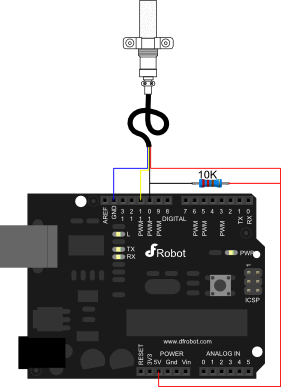 10K
AREF
GND
13
12
PWM 11
PWM 10
PWM 9
8
DIGITAL
7
PWM 6
PWM 5
4
PWM 3
2
TX 1
RX 0
L
TX
RX
DFRobot
PWR
1
ICSP
www.dfrobot.com
RESET
3V3
5V
Gnd
Vin
POWER
ANALOG IN
0 1 2 3 4 5